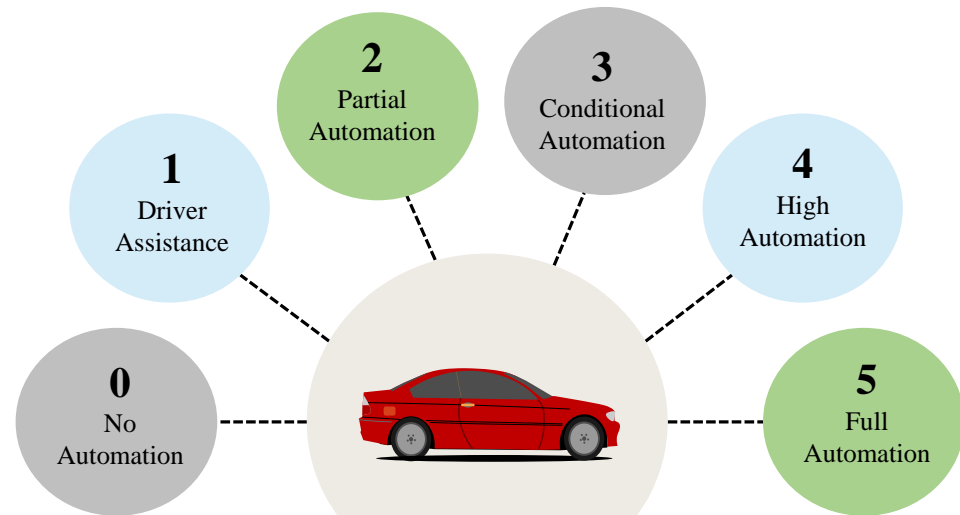 0
No
Automation
1
Driver
Assistance
2
Partial
Automation
3
Conditional
Automation
4
High
Automation
5
Full
Automation